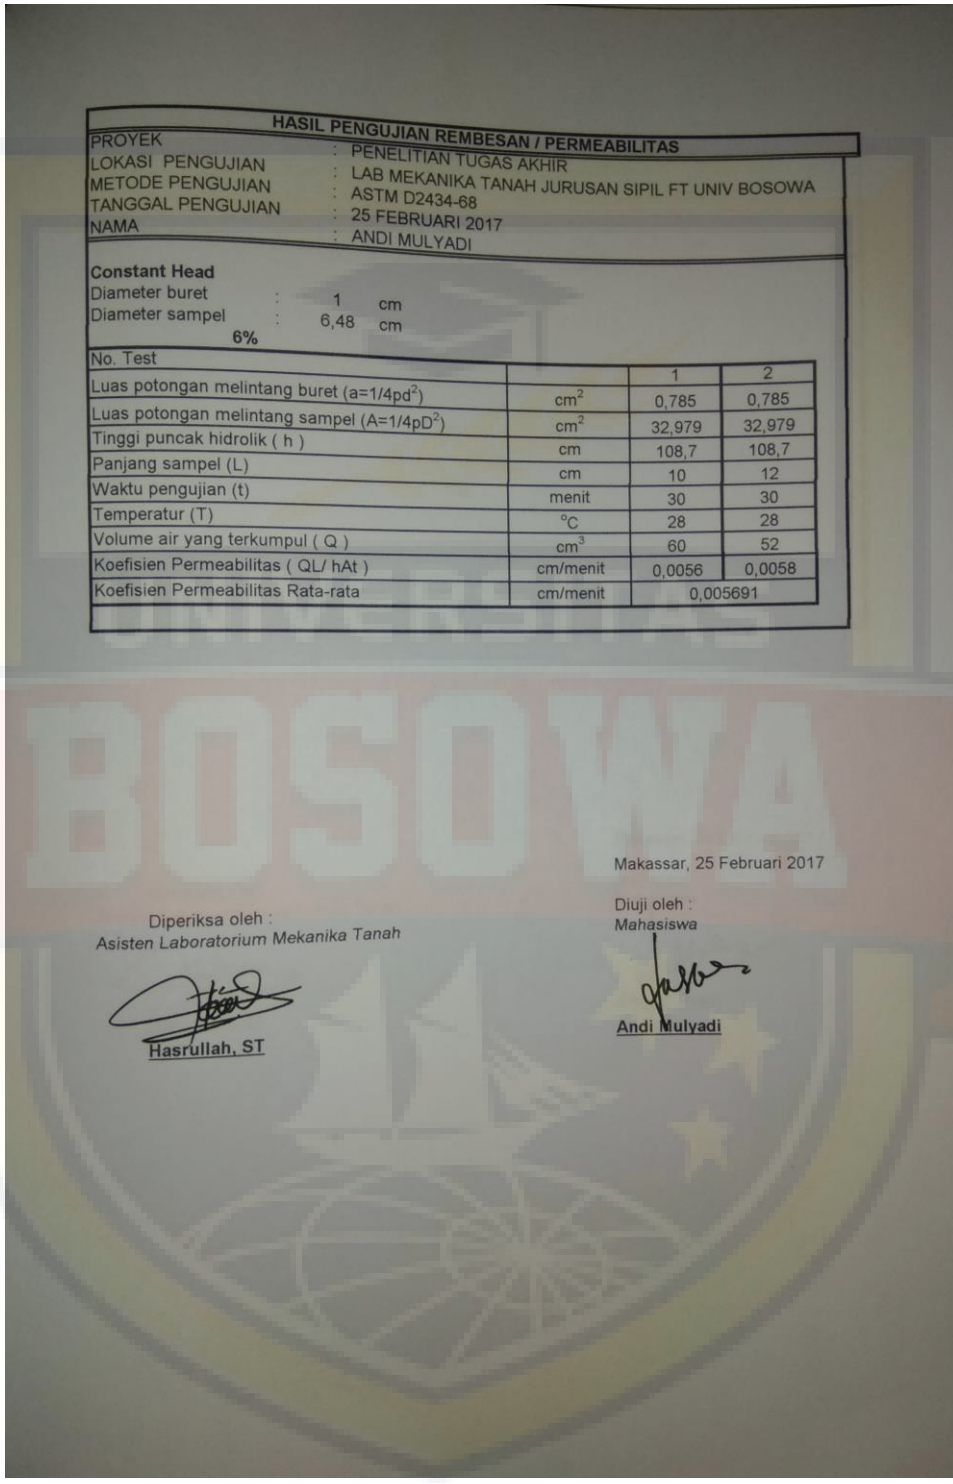 HASIL PENGUJIAN REMBESAN / PERMEABILITAS
PROYEK : PENELITIAN TUGAS AKHIR
LOKASI PENGUJIAN : LAB MEKANIKA TANAH JURUSAN SIPIL FT UNIV BOSOWA
METODE PENGUJIAN : ASTM D2434-68
TANGGAL PENGUJIAN : 25 FEBRUARI 2017
NAMA : ANDI MULYADI
Constant Head
Diameter buret : 1 cm
Diameter sampel : 6,48 cm
6%
No. Test 1 2
Luas potongan melintang buret (a=1/4pd²) cm² 0,785 0,785
Luas potongan melintang sampel (A=1/4pD²) cm² 32,979 32,979
Tinggi puncak hidrolik ( h ) cm 108,7 108,7
Panjang sampel (L) cm 10 12
Waktu pengujian (t) menit 30 30
Temperatur (T) °C 28 28
Volume air yang terkumpul ( Q ) cm³ 60 52
Koefisien Permeabilitas ( QL/ hAt ) cm/menit 0,0056 0,0058
Koefisien Permeabilitas Rata-rata cm/menit 0,005691
UNIVERSITAS
BOSOWA
Makassar, 25 Februari 2017
Diperiksa oleh :
Asisten Laboratorium Mekanika Tanah
Hasrullah, ST
Diuji oleh :
Mahasiswa
Andi Mulyadi